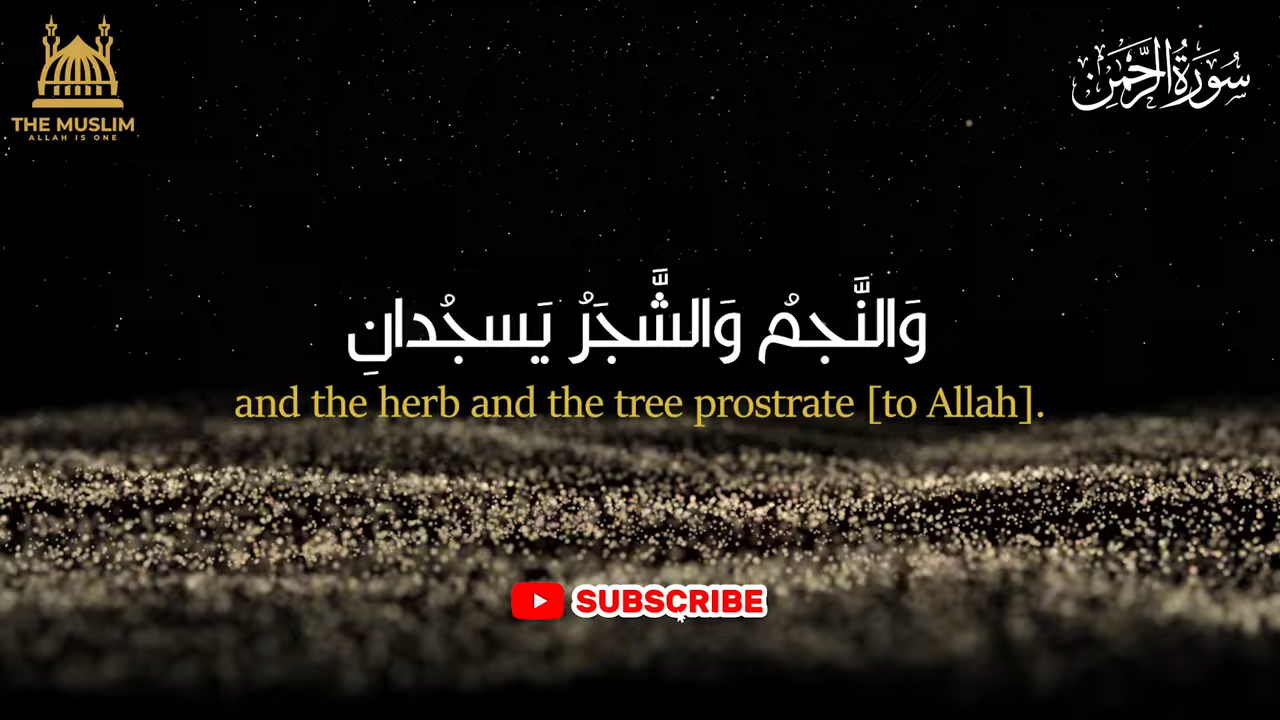 THE MUSLIM
ALLAH IS ONE
سُورَةُ الرَّحْمَٰن
وَالنَّجمُ وَالشَّجَرُ يَسجُدانِ
and the herb and the tree prostrate [to Allah].
SUBSCRIBE